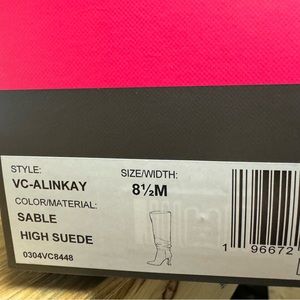 STYLE: SIZE/WIDTH:
VC-ALINKAY 8½M
COLOR/MATERIAL:
SABLE
HIGH SUEDE
0304VC8448
1 96672